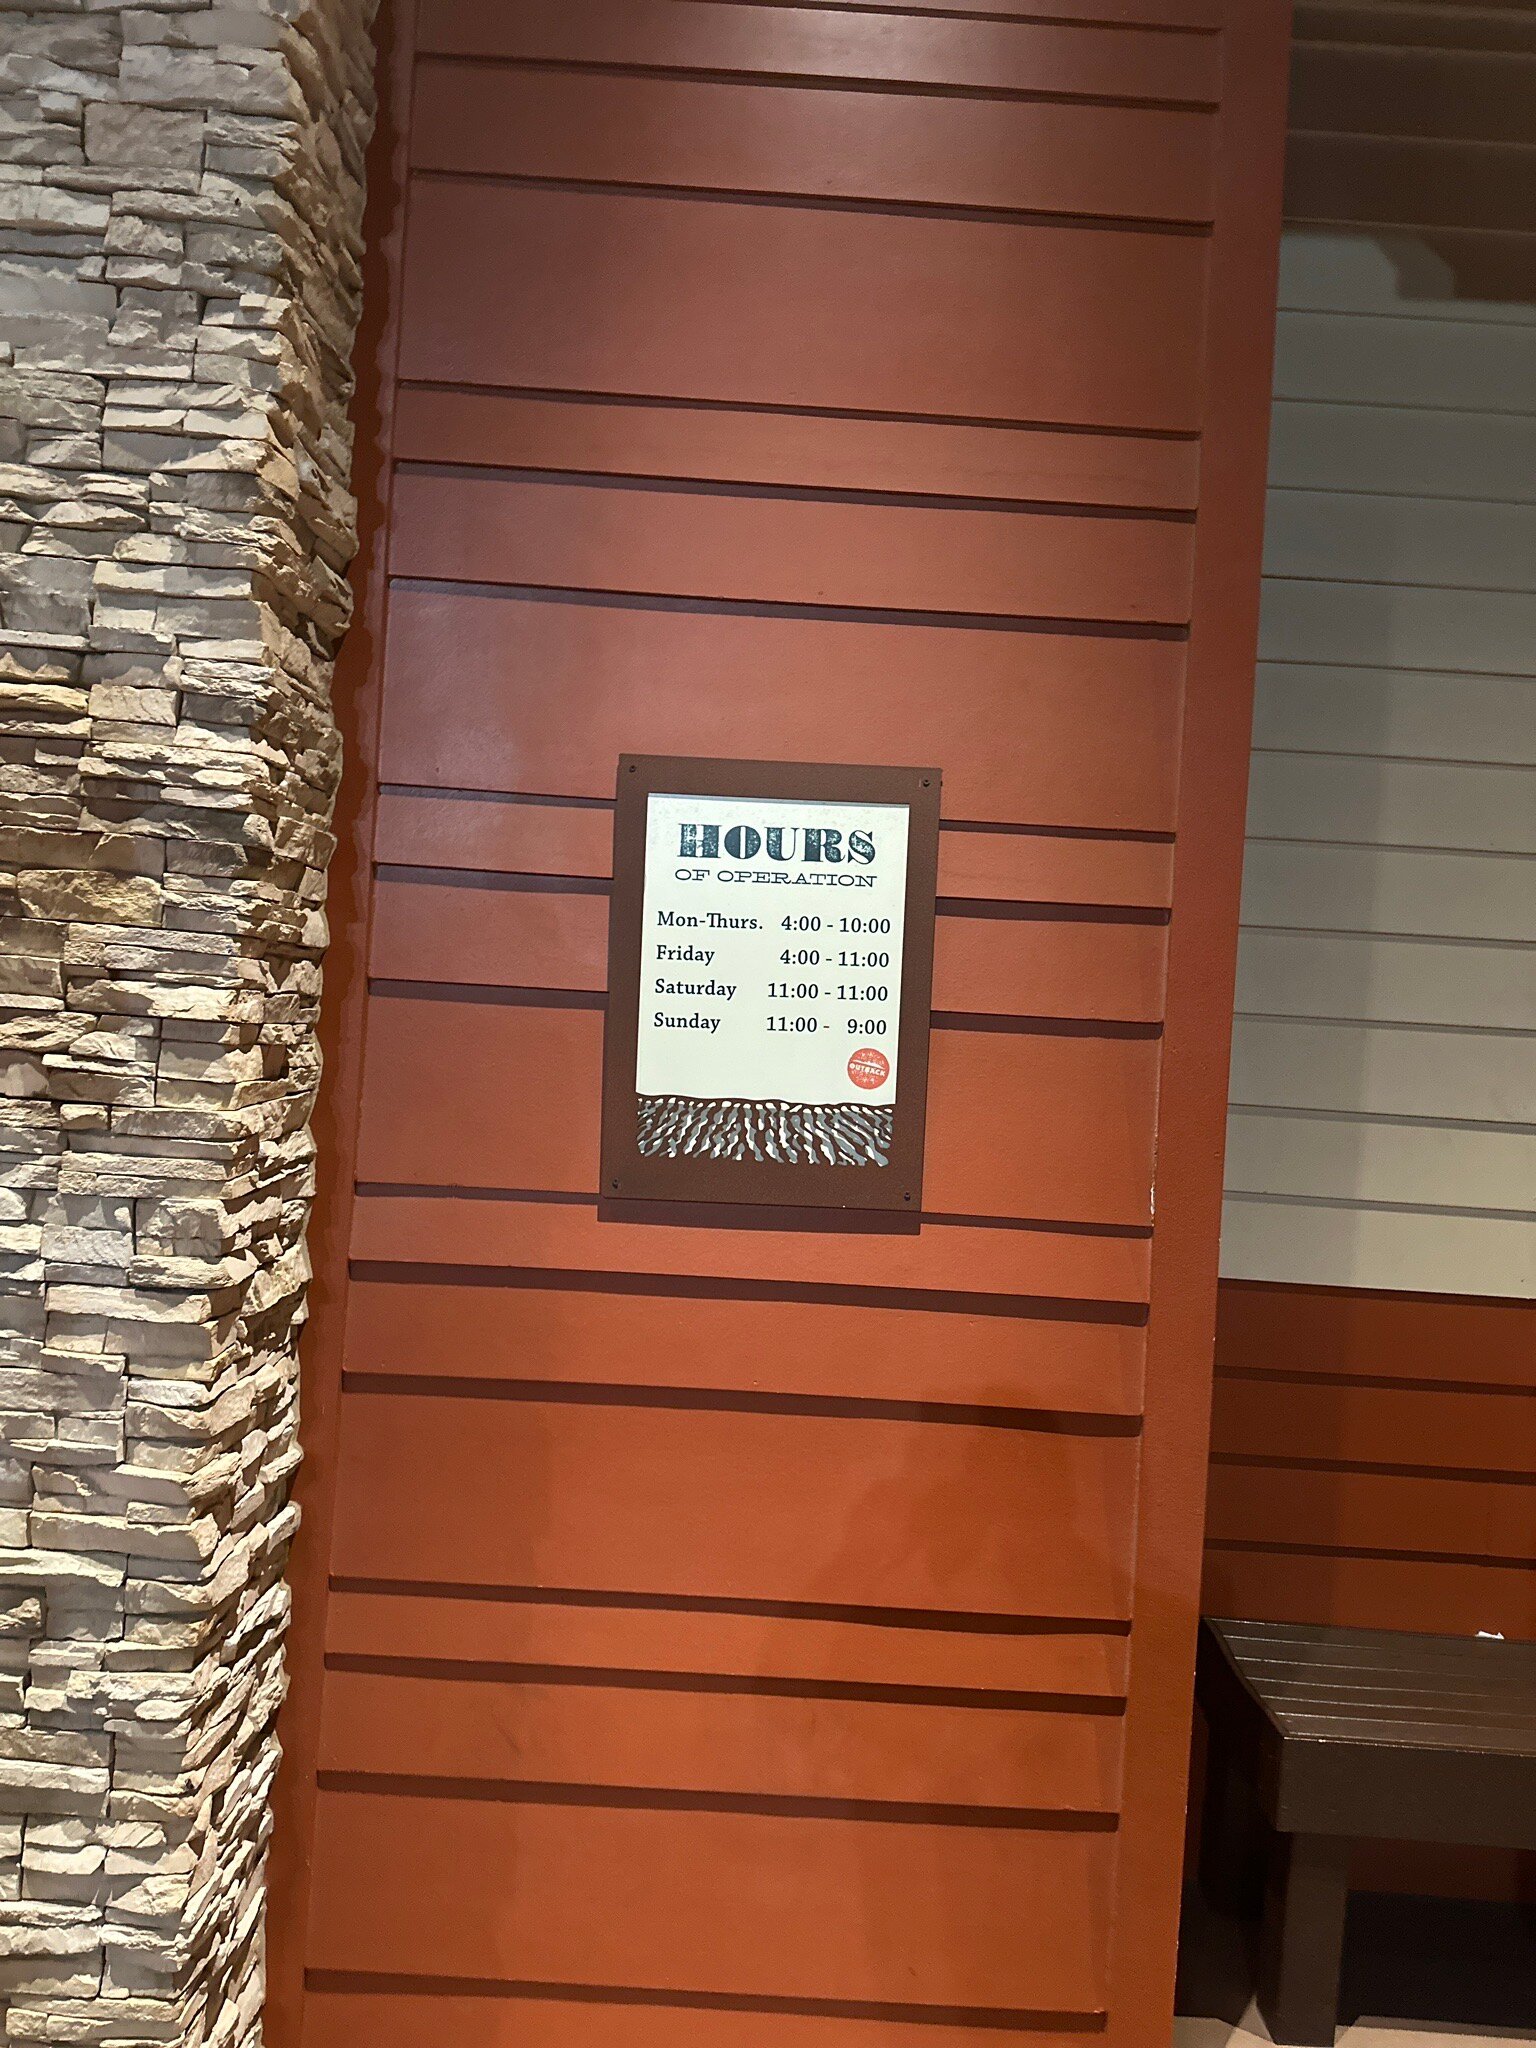 HOURS
OF OPERATION
Mon-Thurs. 4:00 - 10:00
Friday 4:00 - 11:00
Saturday 11:00 - 11:00
Sunday 11:00 - 9:00
OUTBACK